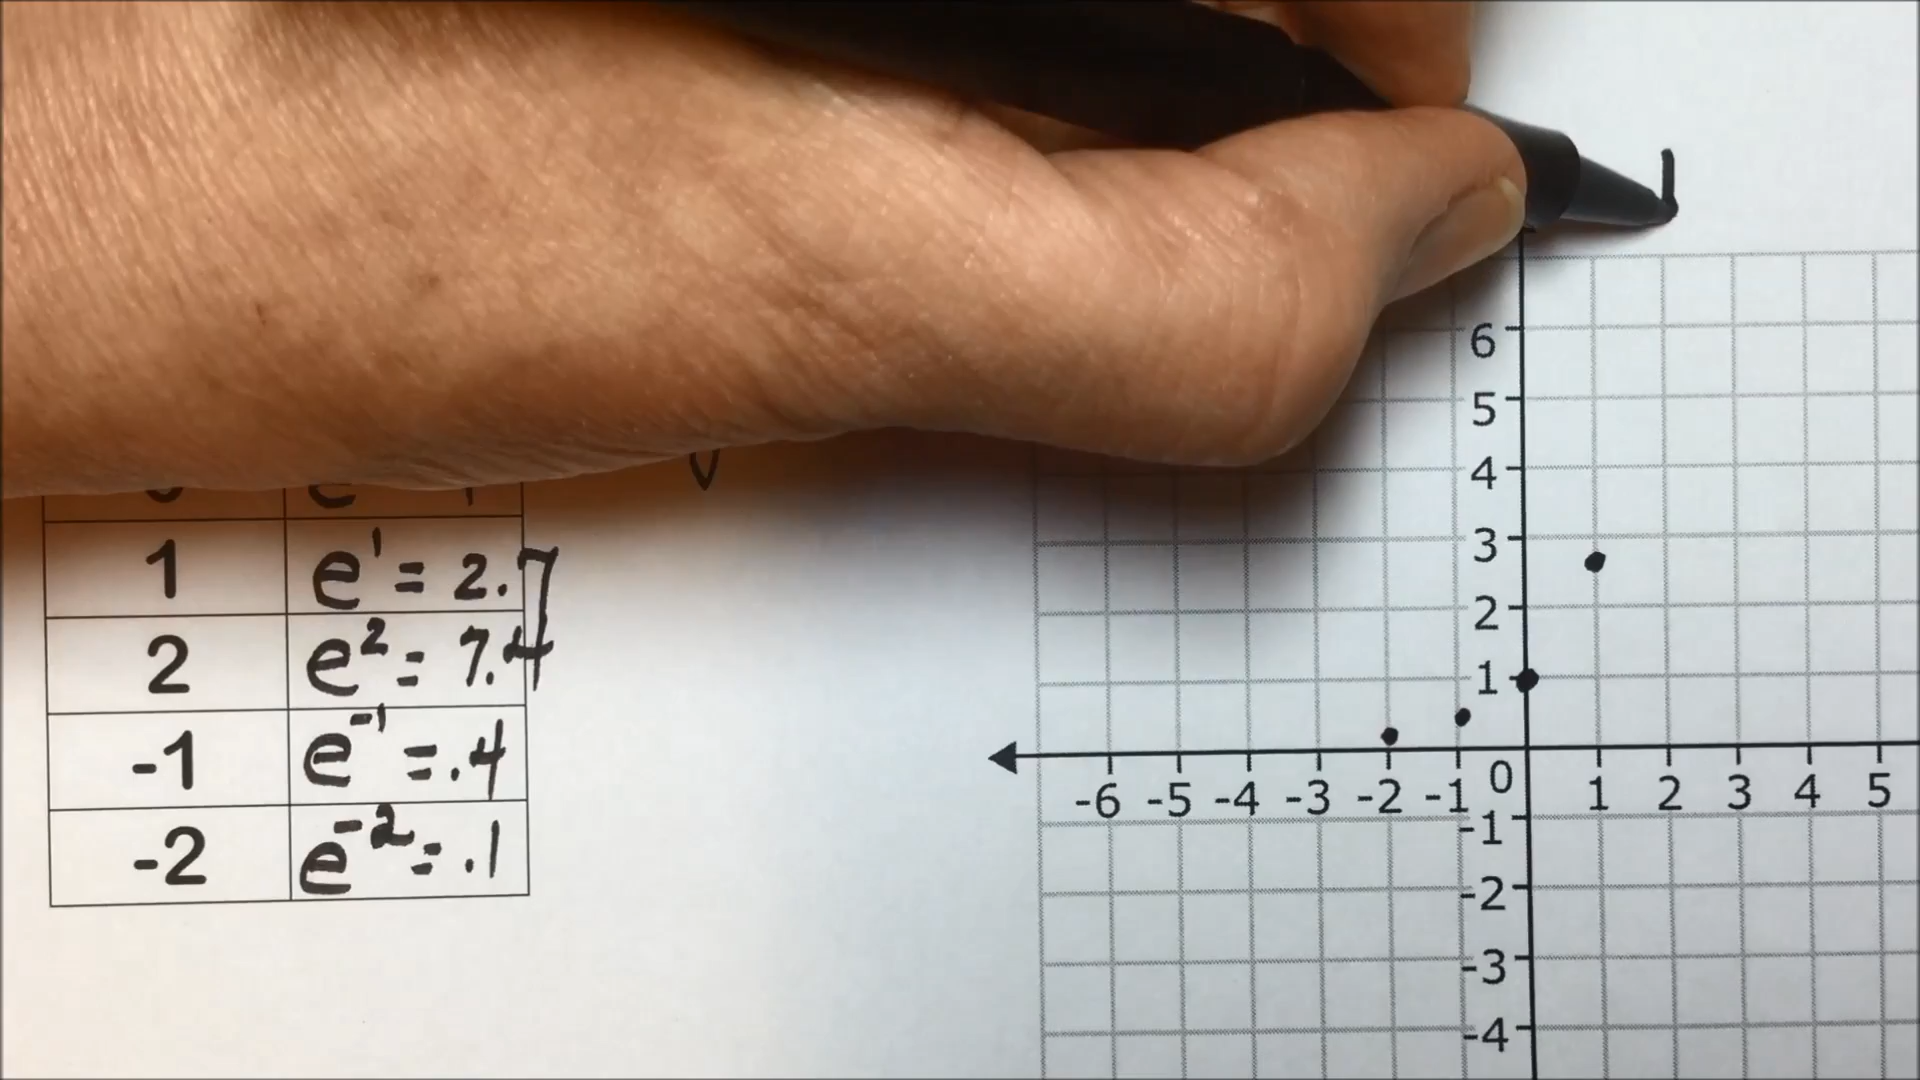 1 e¹ = 2.7
2 e² = 7.4
-1 e⁻¹ = .4
-2 e⁻² = .1
6
5
4
3
2
1
-6 -5 -4 -3 -2 -1 0 1 2 3 4 5
-1
-2
-3
-4